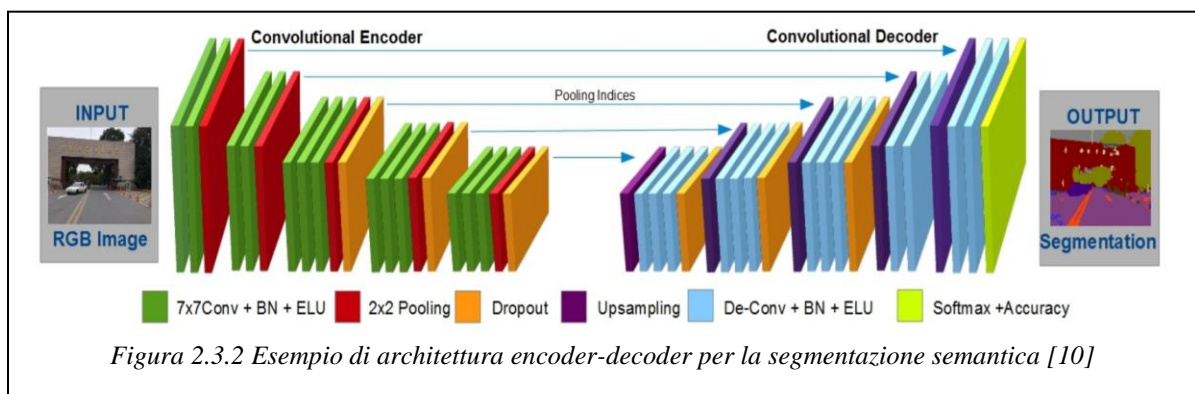 Convolutional Encoder
Convolutional Decoder
INPUT
RGB Image
Pooling Indices
OUTPUT
Segmentation
7x7Conv + BN + ELU
2x2 Pooling
Dropout
Upsampling
De-Conv + BN + ELU
Softmax +Accuracy
Figura 2.3.2 Esempio di architettura encoder-decoder per la segmentazione semantica [10]